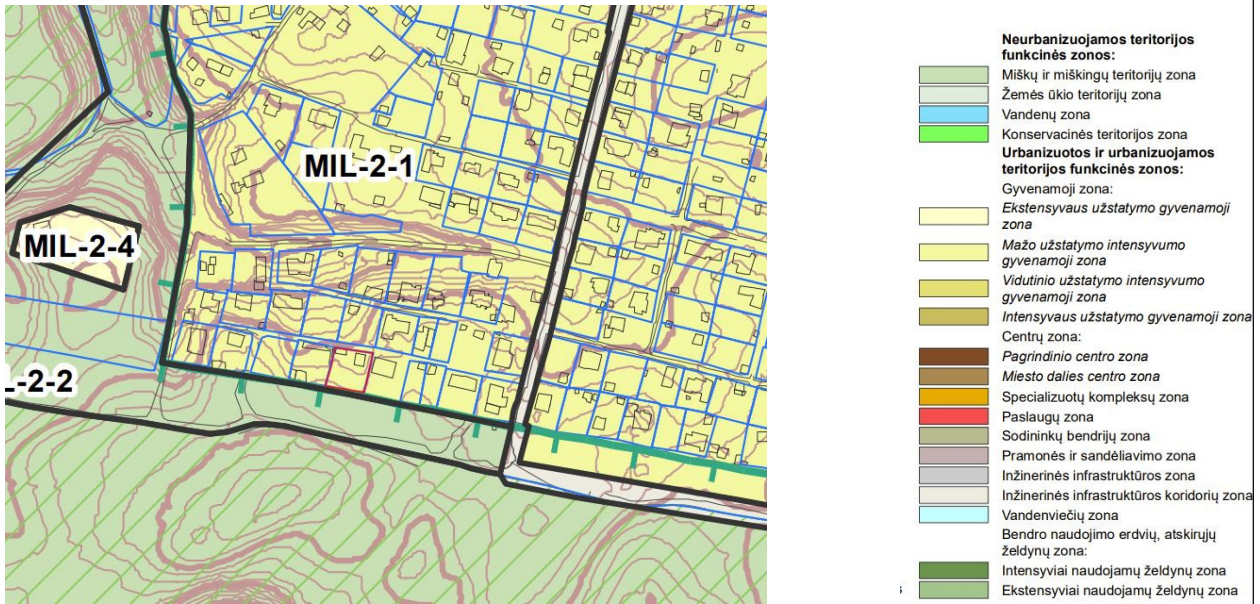 MIL-2-1
MIL-2-4
L-2-2
Neurbanizuojamos teritorijos
funkcinės zonos:
Miškų ir miškingų teritorijų zona
Žemės ūkio teritorijų zona
Vandenų zona
Konservacinės teritorijos zona
Urbanizuotos ir urbanizuojamos
teritorijos funkcinės zonos:
Gyvenamoji zona:
Ekstensyvaus užstatymo gyvenamoji
zona
Mažo užstatymo intensyvumo
gyvenamoji zona
Vidutinio užstatymo intensyvumo
gyvenamoji zona
Intensyvaus užstatymo gyvenamoji zona
Centrų zona:
Pagrindinio centro zona
Miesto dalies centro zona
Specializuotų kompleksų zona
Paslaugų zona
Sodininkų bendrijų zona
Pramonės ir sandėliavimo zona
Inžinerinės infrastruktūros zona
Inžinerinės infrastruktūros koridorių zona
Vandenviečių zona
Bendro naudojimo erdvių, atskirųjų
želdynų zona:
Intensyviai naudojamų želdynų zona
Ekstensyviai naudojamų želdynų zona